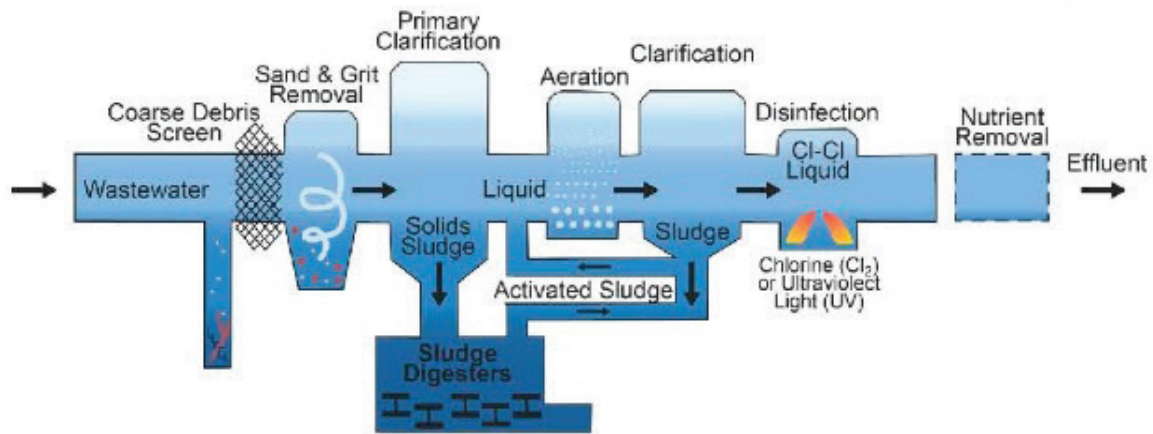 Primary
Clarification
Sand & Grit
Removal
Coarse Debris
Screen
Aeration
Clarification
Disinfection
Nutrient
Removal
Wastewater
Liquid
Cl-Cl
Liquid
Effluent
Solids
Sludge
Sludge
Chlorine (Cl₂)
or Ultraviolect
Light (UV)
Activated Sludge
Sludge
Digesters